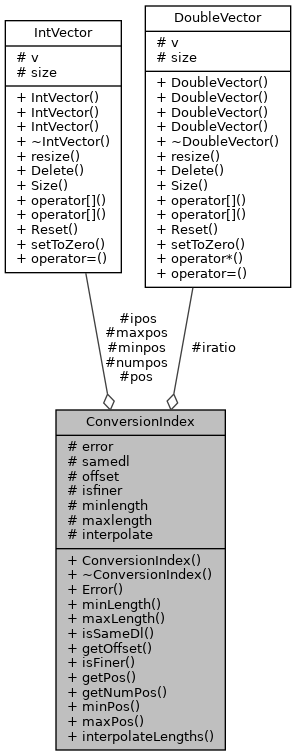 IntVector
# v
# size
+ IntVector()
+ IntVector()
+ IntVector()
+ ~IntVector()
+ resize()
+ Delete()
+ Size()
+ operator[]()
+ operator[]()
+ Reset()
+ setToZero()
+ operator=()
DoubleVector
# v
# size
+ DoubleVector()
+ DoubleVector()
+ DoubleVector()
+ DoubleVector()
+ ~DoubleVector()
+ resize()
+ Delete()
+ Size()
+ operator[]()
+ operator[]()
+ Reset()
+ setToZero()
+ operator*()
+ operator=()
#ipos
#maxpos
#minpos
#numpos
#pos
#iratio
ConversionIndex
# error
# samedl
# offset
# isfiner
# minlength
# maxlength
# interpolate
+ ConversionIndex()
+ ~ConversionIndex()
+ Error()
+ minLength()
+ maxLength()
+ isSameDl()
+ getOffset()
+ isFiner()
+ getPos()
+ getNumPos()
+ minPos()
+ maxPos()
+ interpolateLengths()